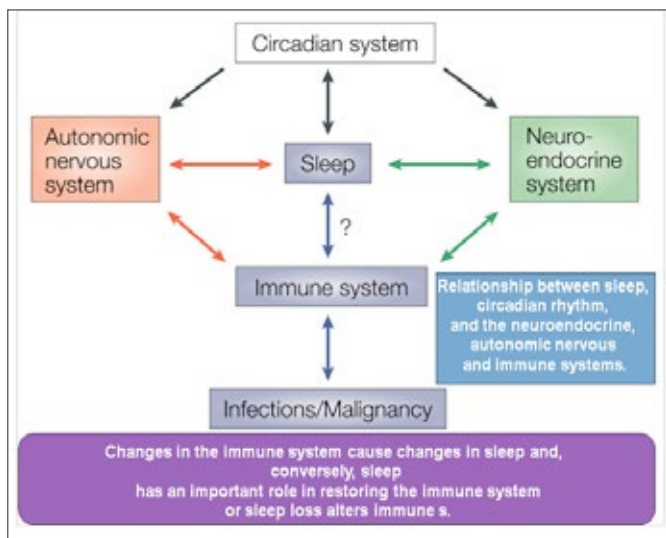 Circadian system
Autonomic
nervous
system
Sleep
Neuro-
endocrine
system
?
Immune system
Relationship between sleep,
circadian rhythm,
and the neuroendocrine,
autonomic nervous
and immune systems.
Infections/Malignancy
Changes in the immune system cause changes in sleep and,
conversely, sleep
has an important role in restoring the immune system
or sleep loss alters immune s.